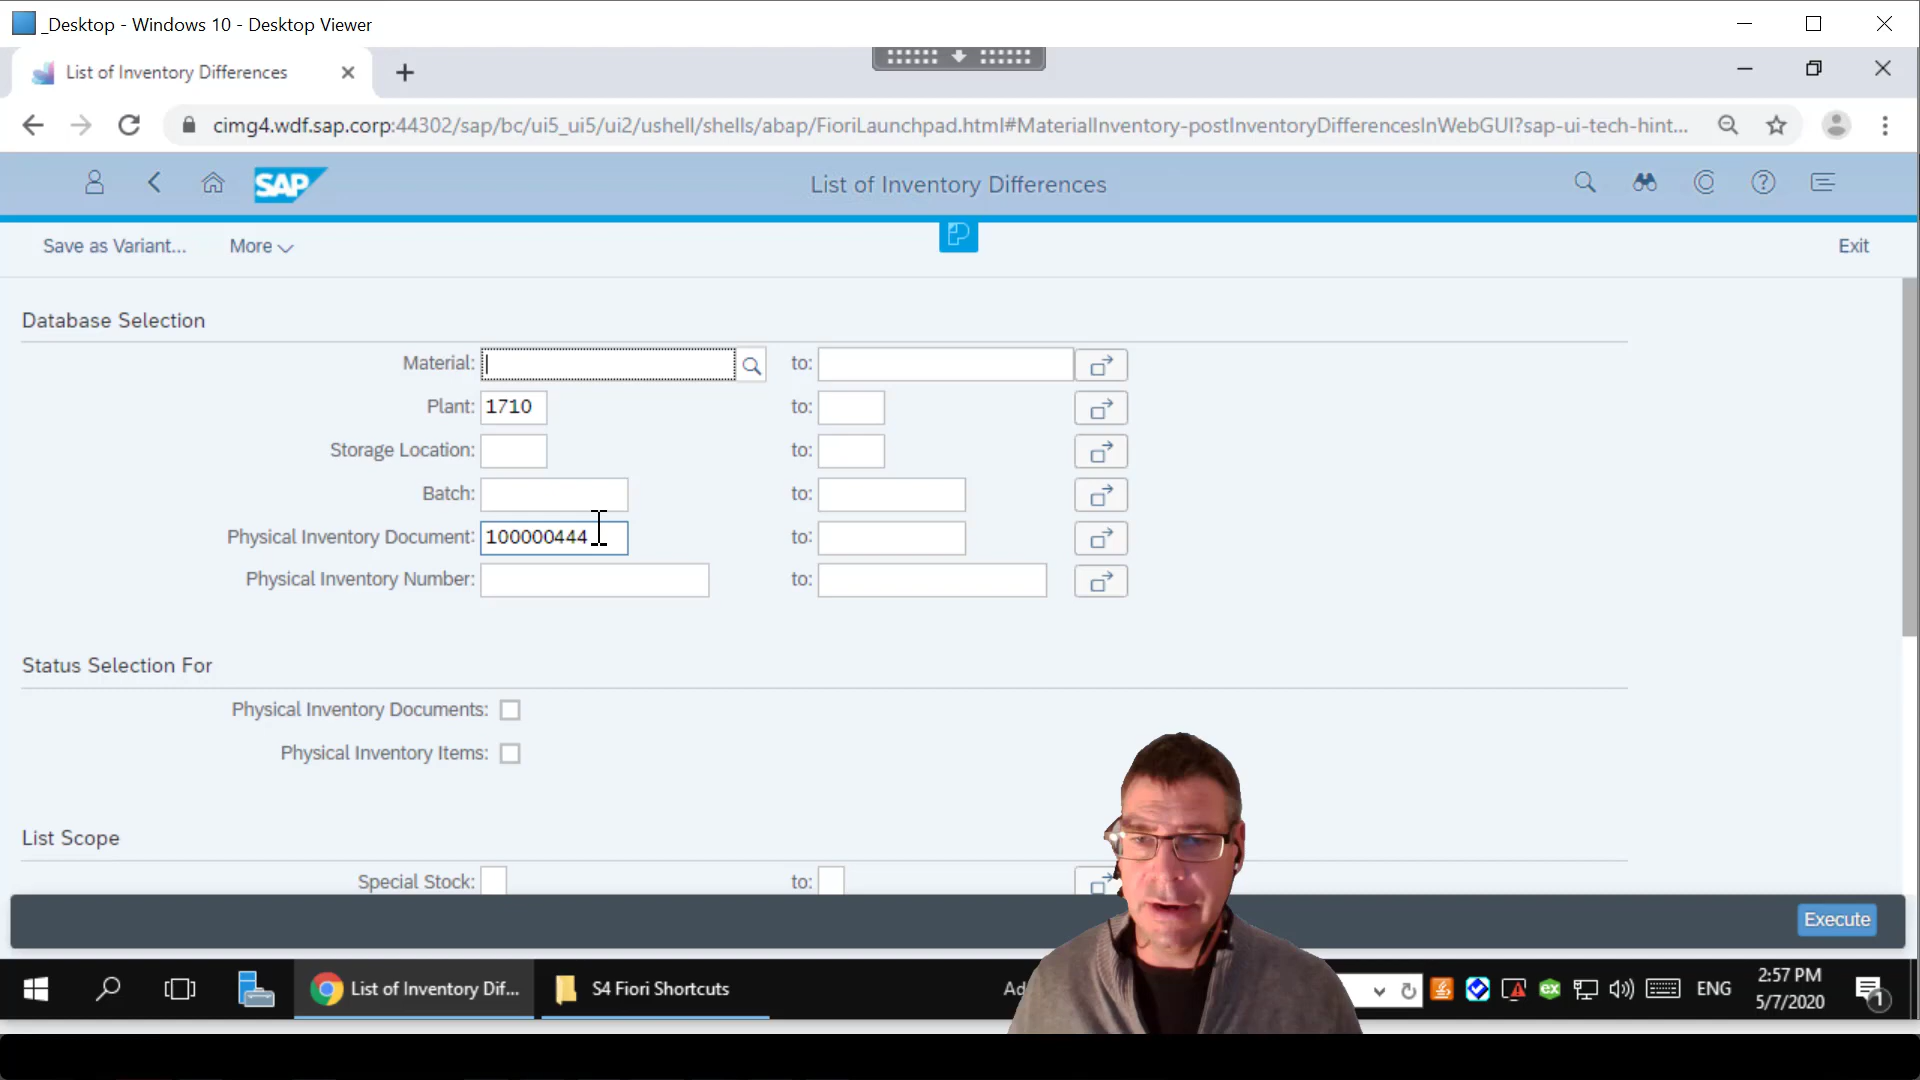 _Desktop - Windows 10 - Desktop Viewer
List of Inventory Differences
cimg4.wdf.sap.corp:44302/sap/bc/ui5_ui5/ui2/ushell/shells/abap/FioriLaunchpad.html#MaterialInventory-postInventoryDifferencesInWebGUI?sap-ui-tech-hint...
SAP
List of Inventory Differences
Save as Variant...
More
Exit
Database Selection
Material:
to:
Plant: 1710
to:
Storage Location:
to:
Batch:
to:
Physical Inventory Document: 100000444
to:
Physical Inventory Number:
to:
Status Selection For
Physical Inventory Documents:
Physical Inventory Items:
List Scope
Special Stock:
to:
Execute
List of Inventory Dif...
S4 Fiori Shortcuts
Ad
ex
ENG
2:57 PM
5/7/2020
1